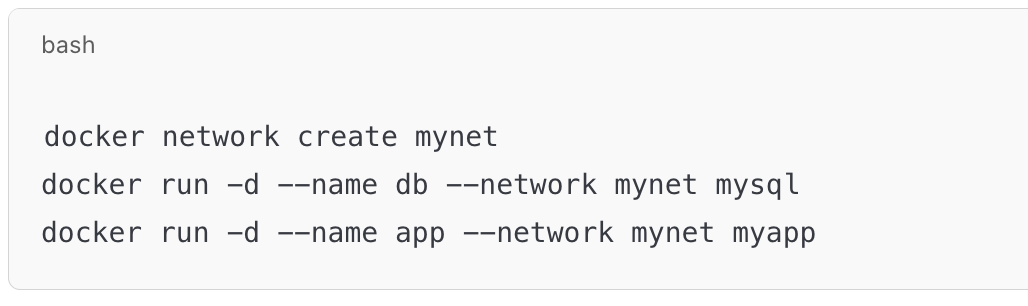 bash
docker network create mynet
docker run -d --name db --network mynet mysql
docker run -d --name app --network mynet myapp